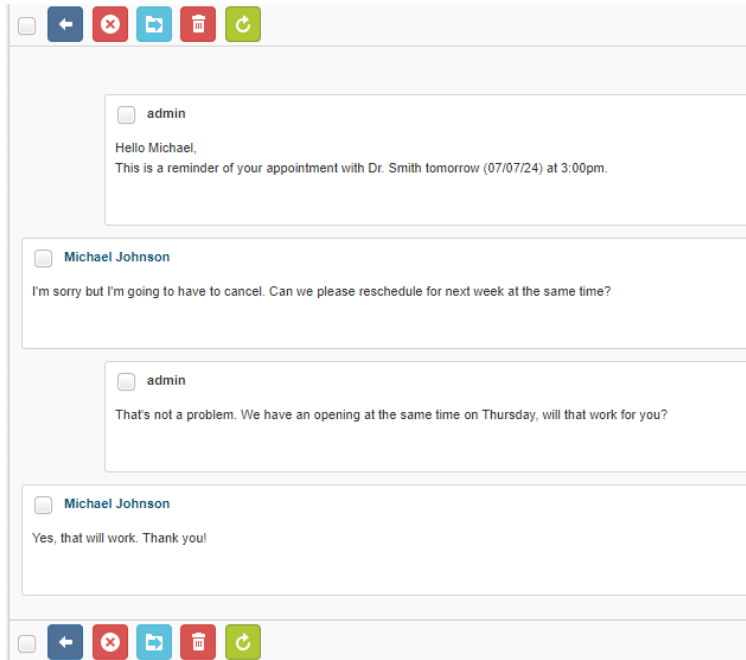 admin
Hello Michael,
This is a reminder of your appointment with Dr. Smith tomorrow (07/07/24) at 3:00pm.
Michael Johnson
I'm sorry but I'm going to have to cancel. Can we please reschedule for next week at the same time?
admin
That's not a problem. We have an opening at the same time on Thursday, will that work for you?
Michael Johnson
Yes, that will work. Thank you!